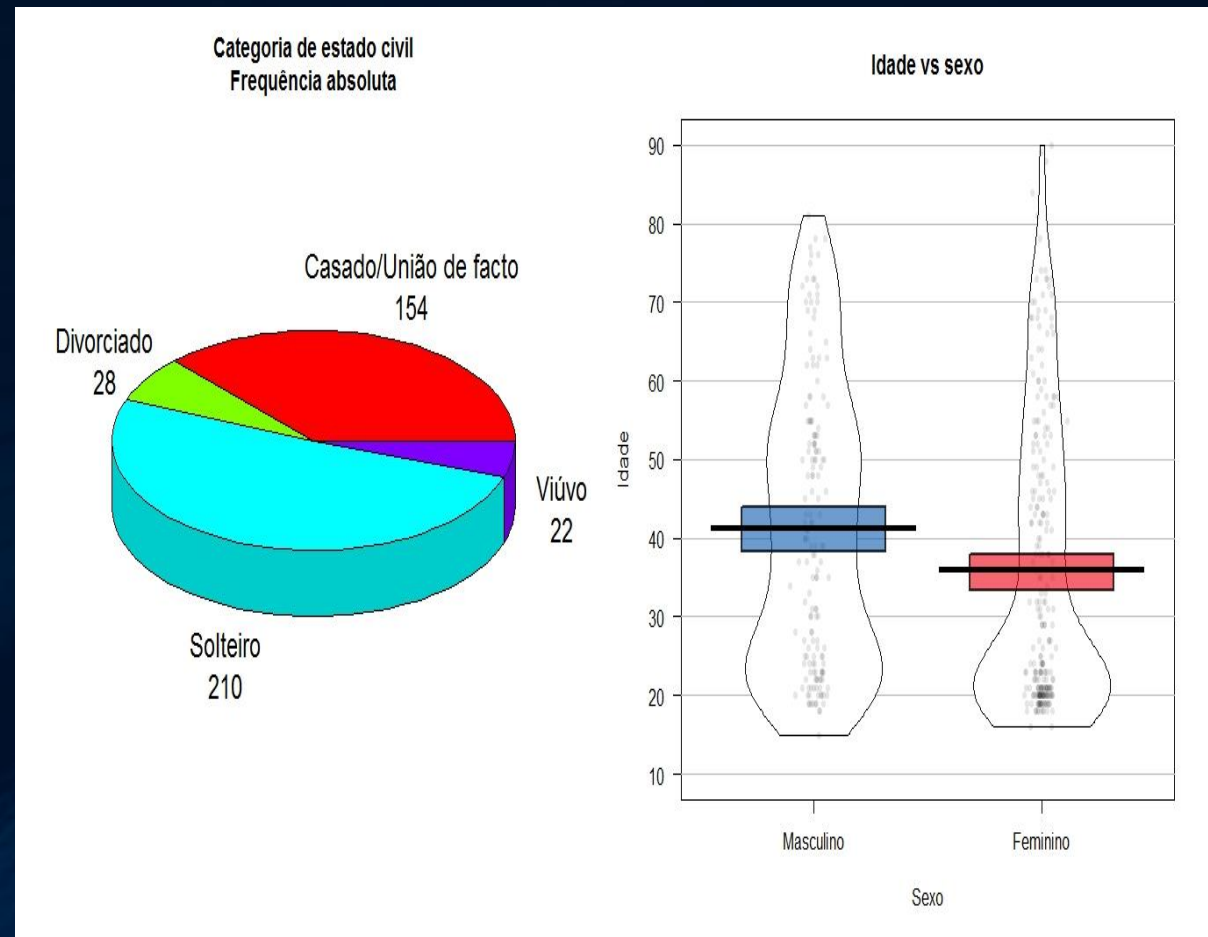 Categoria de estado civil
Frequência absoluta
Casado/União de facto
154
Divorciado
28
Viúvo
22
Solteiro
210
Idade vs sexo
90
80
70
60
50
40
30
20
10
Idade
Masculino
Feminino
Sexo